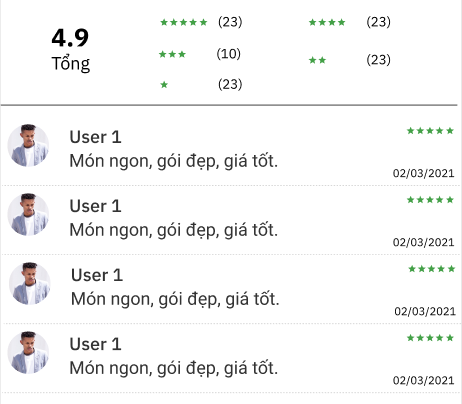 4.9
Tổng
★★★★★ (23)
★★★★ (23)
★★★ (10)
★★ (23)
★ (23)
User 1
Món ngon, gói đẹp, giá tốt.
★★★★★
02/03/2021
User 1
Món ngon, gói đẹp, giá tốt.
★★★★★
02/03/2021
User 1
Món ngon, gói đẹp, giá tốt.
★★★★★
02/03/2021
User 1
Món ngon, gói đẹp, giá tốt.
★★★★★
02/03/2021